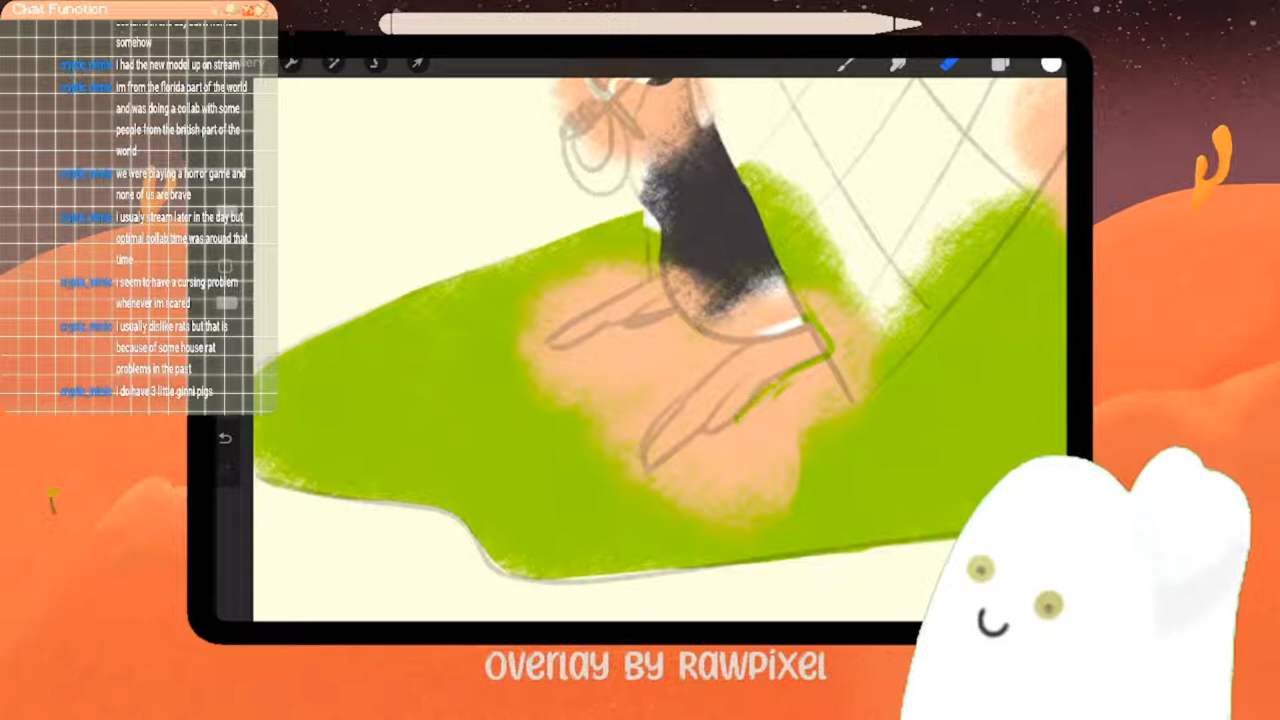 Chat Function
somehow
I had the new model up on stream
im from the florida part of the world
and was doing a collab with some
people from the british part of the
world
we were playing a horror game and
none of us are brave
i usualy stream later in the day but
optimal collab time was around that
time
i seem to have a cursing problem
whenever im scared
I usually dislike rats but that is
because of some house rat
problems in the past
I do have 3 little ginni pigs
Overlay by Rawpixel